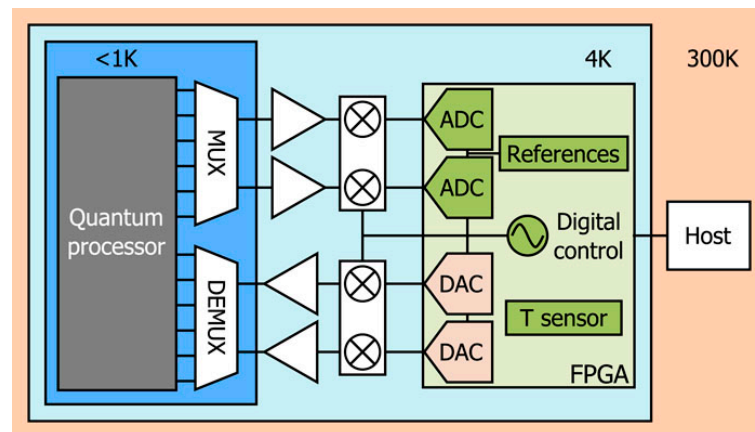 <1K
4K
300K
MUX
ADC
References
ADC
Quantum
processor
Digital
control
Host
DEMUX
DAC
T sensor
DAC
FPGA